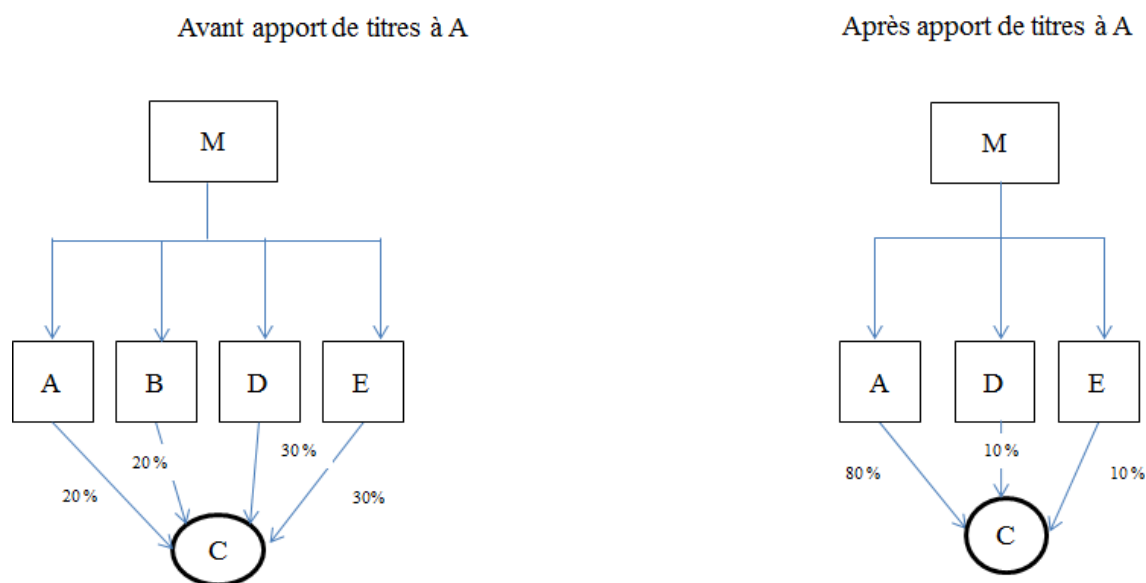 Avant apport de titres à A
M
A B D E
20% 20% 30% 30%
C
Après apport de titres à A
M
A D E
80% 10% 10%
C